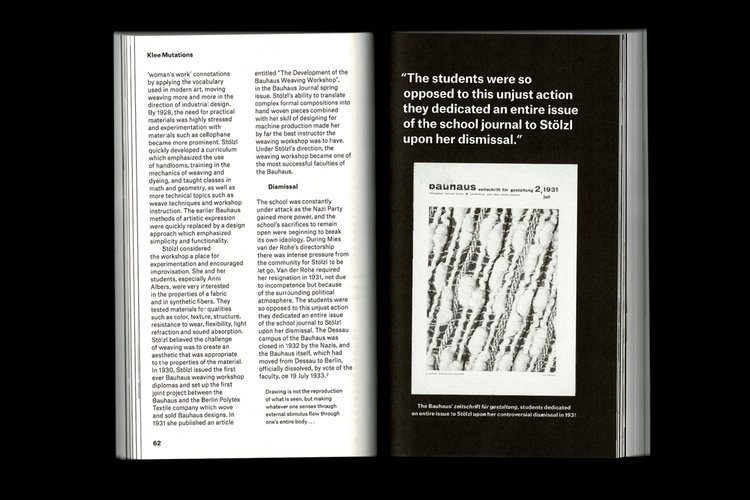 Klee Mutations
'woman's work' connotations
by applying the vocabulary
used in modern art, moving
weaving more and more in the
direction of industrial design.
By 1928, the need for practical
materials was highly stressed
and experimentation with
materials such as cellophane
became more prominent. Stölzl
quickly developed a curriculum
which emphasized the use
of handlooms, training in the
mechanics of weaving and
dyeing, and taught classes in
math and geometry, as well as
more technical topics such as
weave techniques and workshop
instruction. The earlier Bauhaus
methods of artistic expression
were quickly replaced by a design
approach which emphasized
simplicity and functionality.
Stölzl considered
the workshop a place for
experimentation and encouraged
improvisation. She and her
students, especially Anni
Albers, were very interested
in the properties of a fabric
and in synthetic fibers. They
tested materials for qualities
such as color, texture, structure,
resistance to wear, flexibility, light
refraction and sound absorption.
Stölzl believed the challenge
of weaving was to create an
aesthetic that was appropriate
to the properties of the material.
In 1930, Stölzl issued the first
ever Bauhaus weaving workshop
diplomas and set up the first
joint project between the
Bauhaus and the Berlin Polytex
Textile company which wove
and sold Bauhaus designs. In
1931 she published an article
62
entitled "The Development of the
Bauhaus Weaving Workshop",
in the Bauhaus Journal spring
issue. Stölzl's ability to translate
complex formal compositions into
hand woven pieces combined
with her skill of designing for
machine production made her
by far the best instructor the
weaving workshop was to have.
Under Stölzl's direction, the
weaving workshop became one of
the most successful faculties of
the Bauhaus.
Dismissal
The school was constantly
under attack as the Nazi Party
gained more power, and the
school's sacrifices to remain
open were beginning to break
its own ideology. During Mies
van der Rohe's directorship
there was intense pressure from
the community for Stölzl to be
let go. Van der Rohe required
her resignation in 1931, not due
to incompetence but because
of the surrounding political
atmosphere. The students were
so opposed to this unjust action
they dedicated an entire issue
of the school journal to Stölzl
upon her dismissal. The Dessau
campus of the Bauhaus was
closed in 1932 by the Nazis, and
the Bauhaus itself, which had
moved from Dessau to Berlin,
officially dissolved, by vote of the
faculty, on 19 July 1933.²
Drawing is not the reproduction
of what is seen, but making
whatever one senses through
external stimulus flow through
one's entire body . . .
"The students were so
opposed to this unjust action
they dedicated an entire issue
of the school journal to Stölzl
upon her dismissal."
bauhaus zeitschrift für gestaltung 2, 1931
juli
The Bauhaus' zeitschrift für gestaltung, students dedicated
an entire issue to Stölzl upon her controversial dismissal in 1931